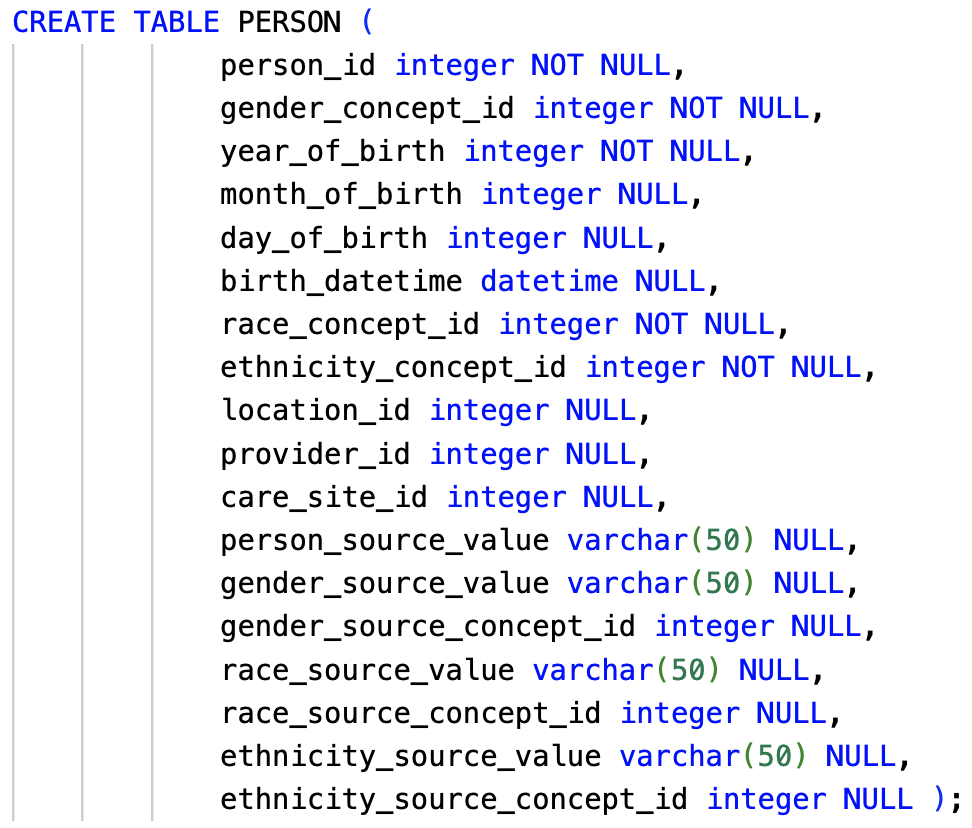 CREATE TABLE PERSON (
person_id integer NOT NULL,
gender_concept_id integer NOT NULL,
year_of_birth integer NOT NULL,
month_of_birth integer NULL,
day_of_birth integer NULL,
birth_datetime datetime NULL,
race_concept_id integer NOT NULL,
ethnicity_concept_id integer NOT NULL,
location_id integer NULL,
provider_id integer NULL,
care_site_id integer NULL,
person_source_value varchar(50) NULL,
gender_source_value varchar(50) NULL,
gender_source_concept_id integer NULL,
race_source_value varchar(50) NULL,
race_source_concept_id integer NULL,
ethnicity_source_value varchar(50) NULL,
ethnicity_source_concept_id integer NULL );